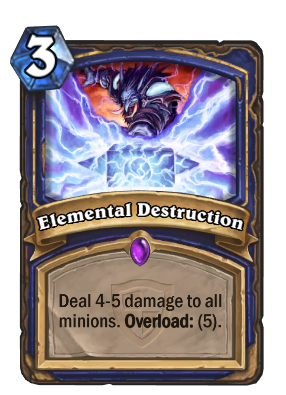 3
Elemental Destruction
Deal 4-5 damage to all
minions. Overload: (5).